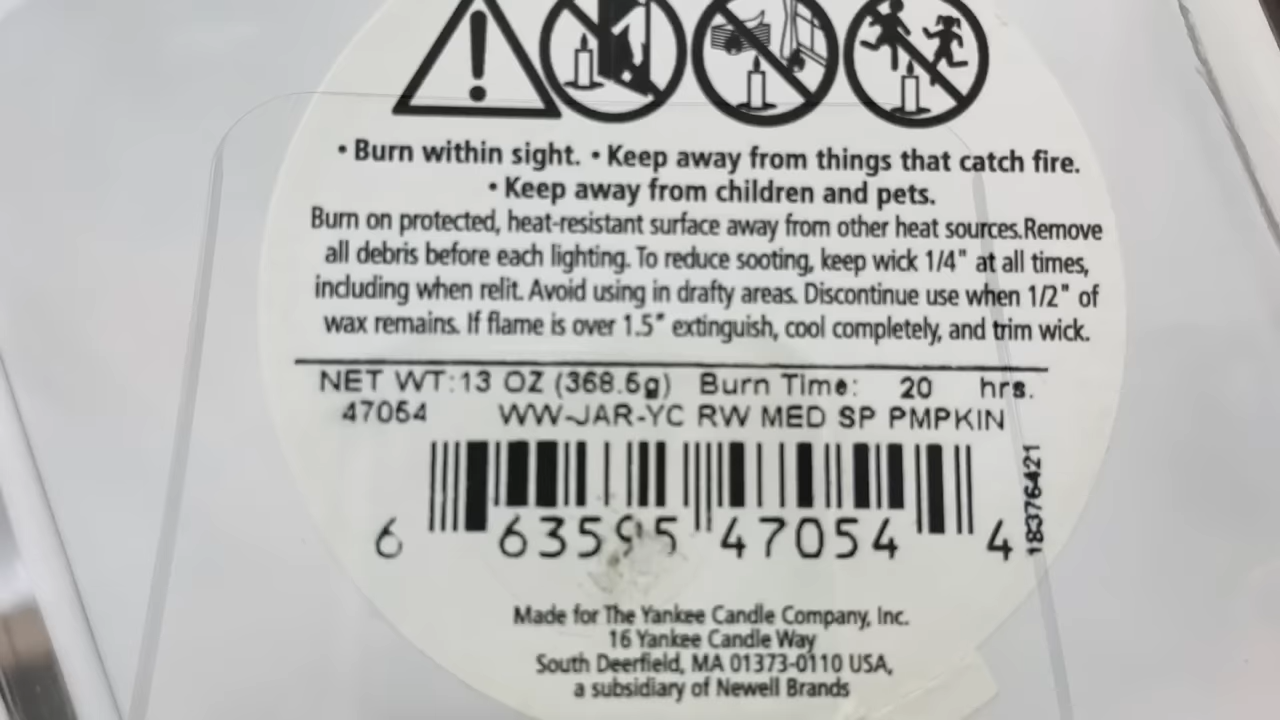 • Burn within sight. • Keep away from things that catch fire.
• Keep away from children and pets.
Burn on protected, heat-resistant surface away from other heat sources.Remove
all debris before each lighting. To reduce sooting, keep wick 1/4" at all times,
including when relit. Avoid using in drafty areas. Discontinue use when 1/2" of
wax remains. If flame is over 1.5" extinguish, cool completely, and trim wick.
NET WT:13 OZ (368.5g) Burn Time: 20 hrs.
47054 WW-JAR-YC RW MED SP PMPKIN
18376421
6 63595 47054 4
Made for The Yankee Candle Company, Inc.
16 Yankee Candle Way
South Deerfield, MA 01373-0110 USA,
a subsidiary of Newell Brands